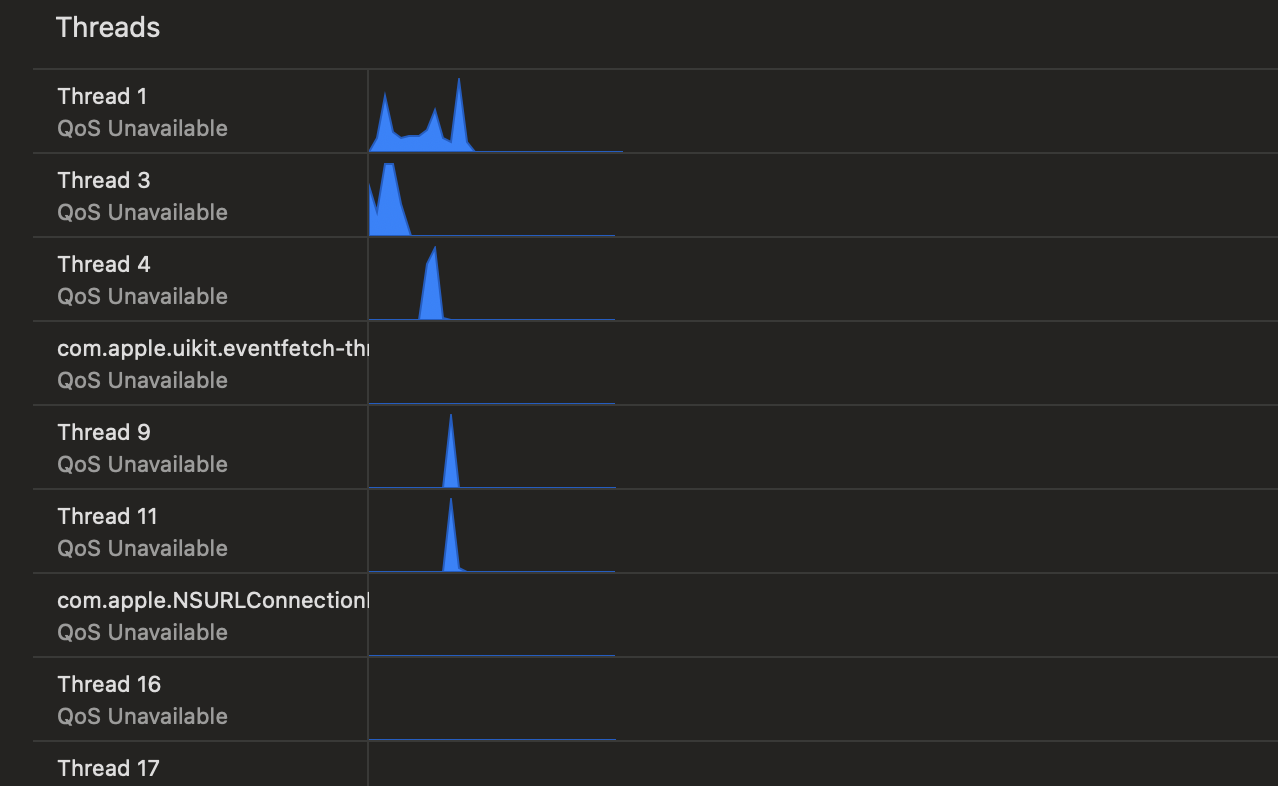 Threads
Thread 1
QoS Unavailable
Thread 3
QoS Unavailable
Thread 4
QoS Unavailable
com.apple.uikit.eventfetch-thr
QoS Unavailable
Thread 9
QoS Unavailable
Thread 11
QoS Unavailable
com.apple.NSURLConnection
QoS Unavailable
Thread 16
QoS Unavailable
Thread 17